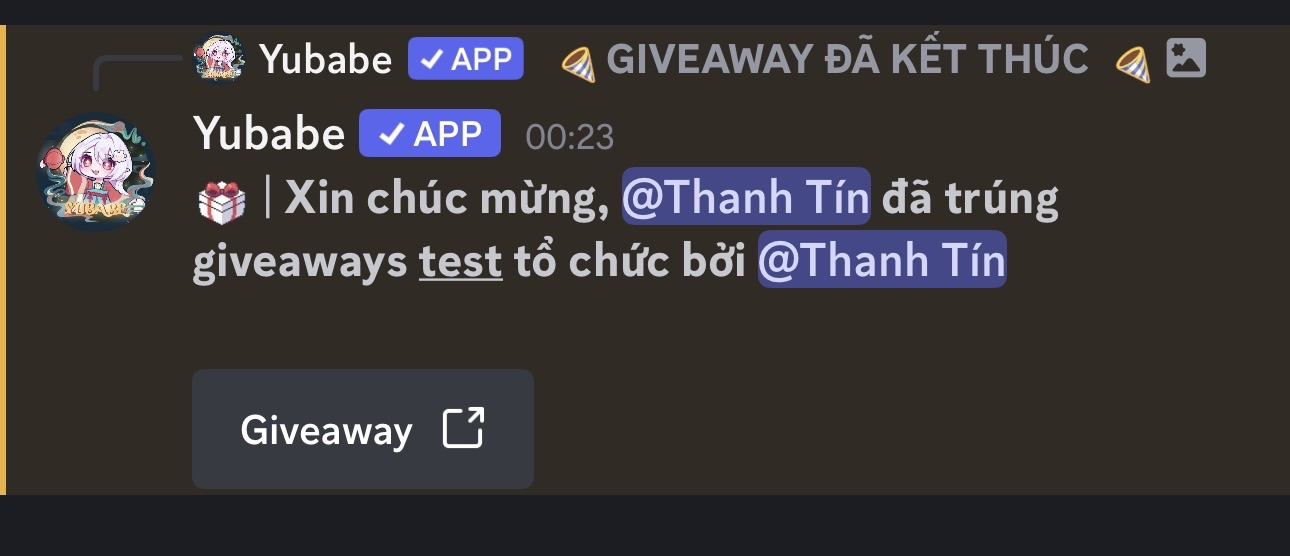 Yubabe ✓ APP GIVEAWAY ĐÃ KẾT THÚC
Yubabe ✓ APP 00:23
| Xin chúc mừng, @Thanh Tín đã trúng
giveaways test tổ chức bởi @Thanh Tín
Giveaway
YUBABE